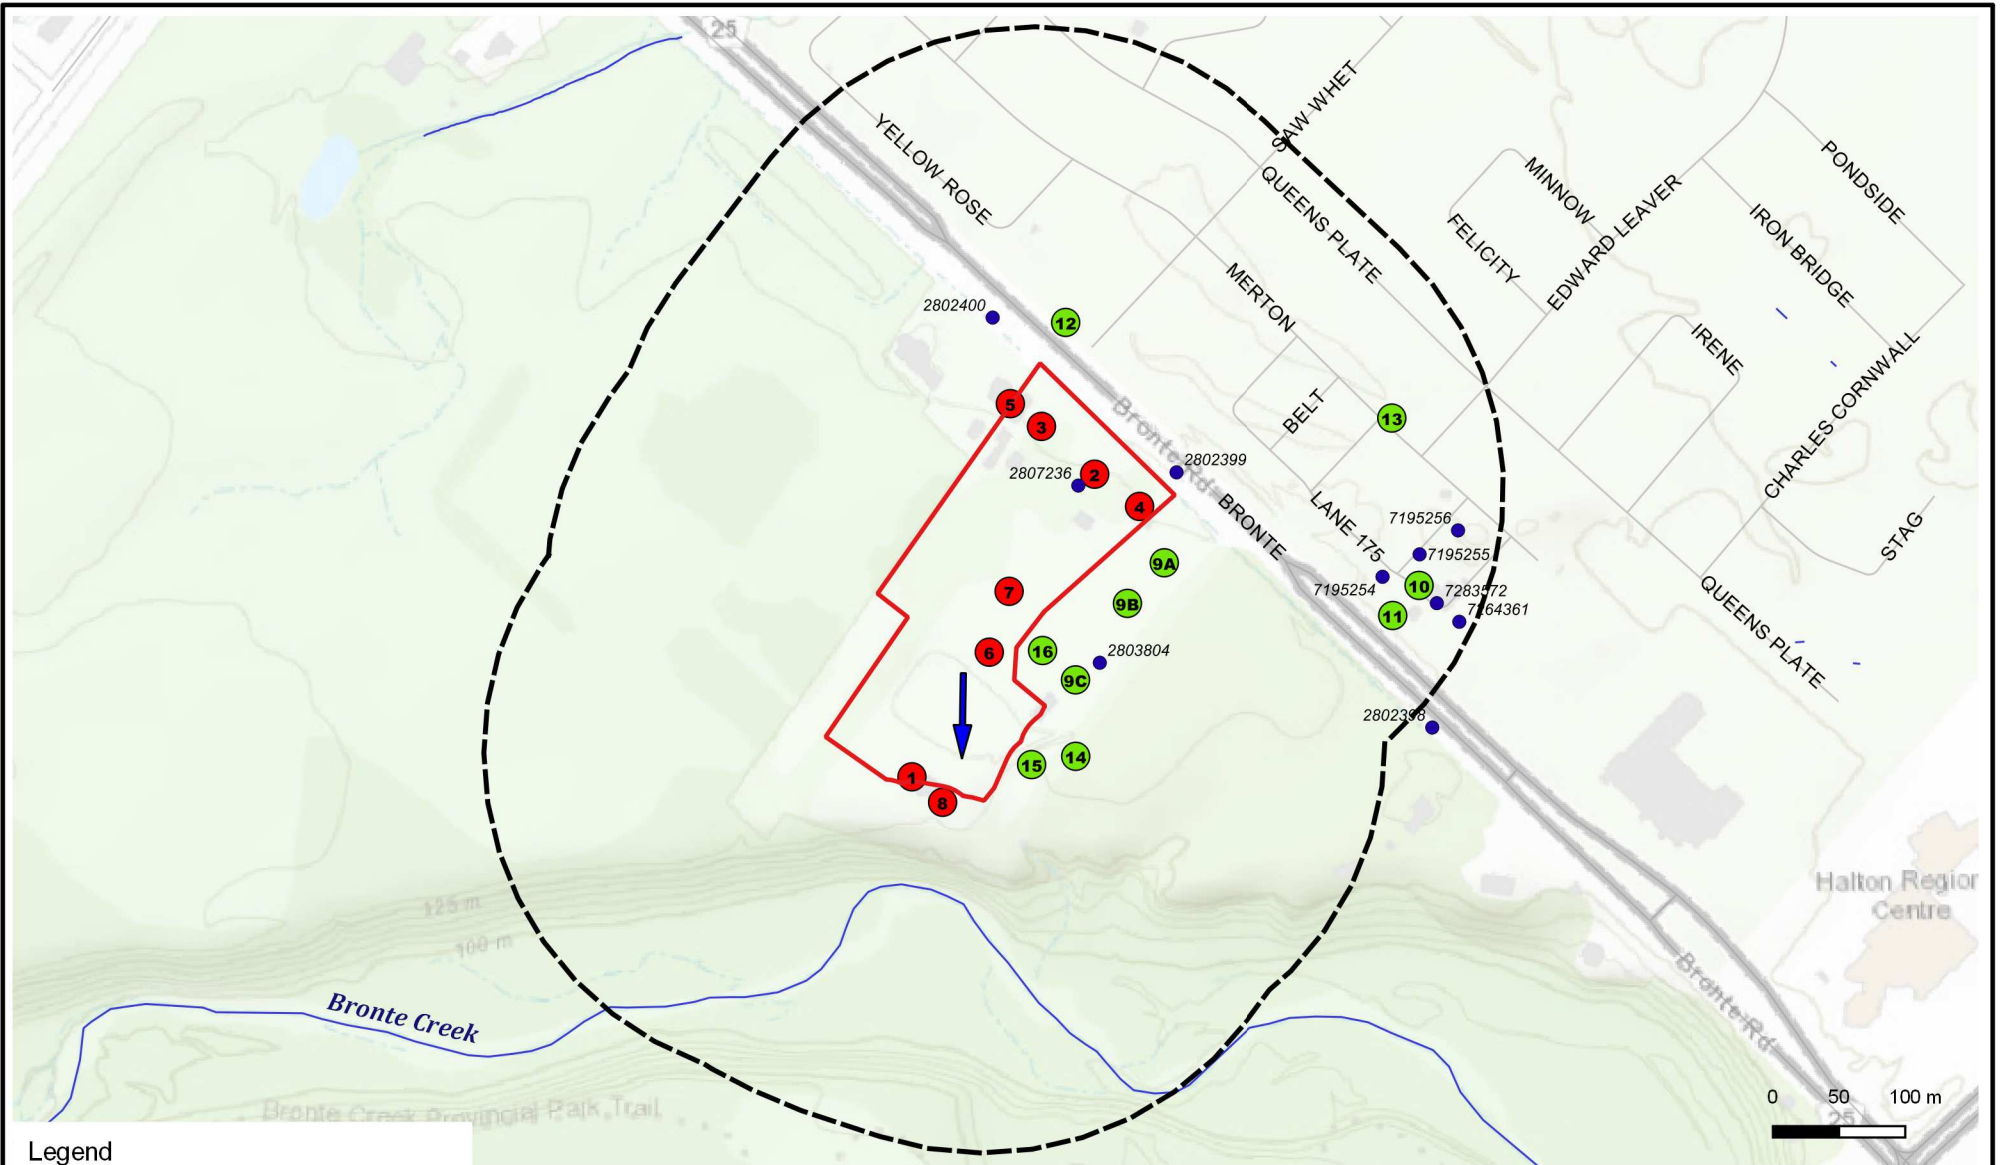 25
SAW WHET
YELLOW ROSE
QUEENS PLATE
MINNOW
PONDSIDE
FELICITY
EDWARD LEAVER
IRON BRIDGE
MERTON
2802400
12
IRENE
CHARLES CORNWALL
5
3
BELT
13
Bronte Rd
2807236
2
2802399
4
BRONTE
LANE 175
7195256
STAG
9A
7195255
7195254
10
7283572
7
9B
11
7264361
QUEENS PLATE
6
16
2803804
9C
2802398
15
14
1
8
125 m
100 m
Halton Region
Centre
Bronte Creek
Bronte Rd
Bronte Creek Provincial Park Trail
0 50 100 m
25
Legend